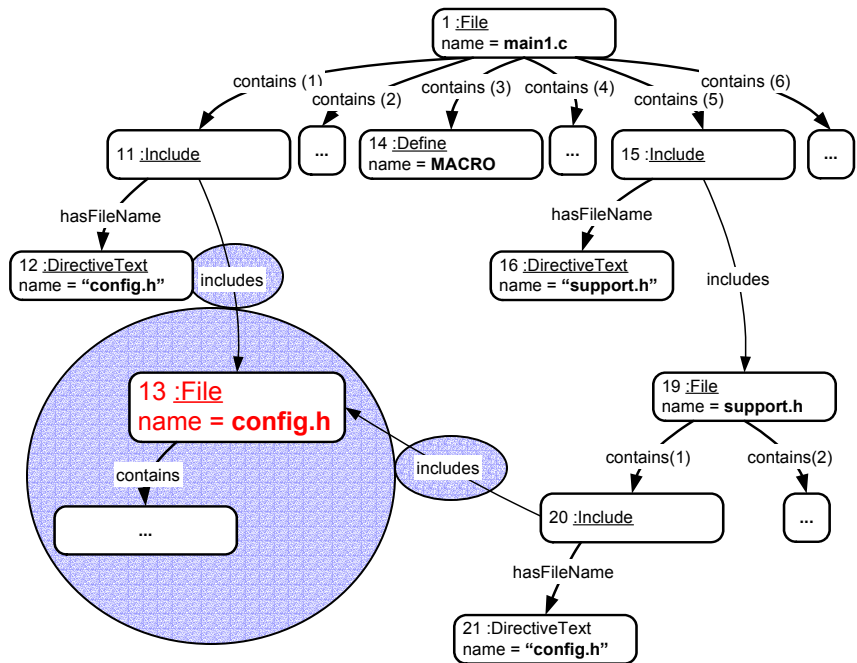 1 :File
name = main1.c
contains (1)
contains (2)
contains (3)
contains (4)
contains (5)
contains (6)
11 :Include
...
14 :Define
name = MACRO
...
15 :Include
...
hasFileName
hasFileName
12 :DirectiveText
name = “config.h”
includes
16 :DirectiveText
name = “support.h”
includes
13 :File
name = config.h
19 :File
name = support.h
contains
includes
contains(1)
contains(2)
...
20 :Include
...
hasFileName
21 :DirectiveText
name = “config.h”